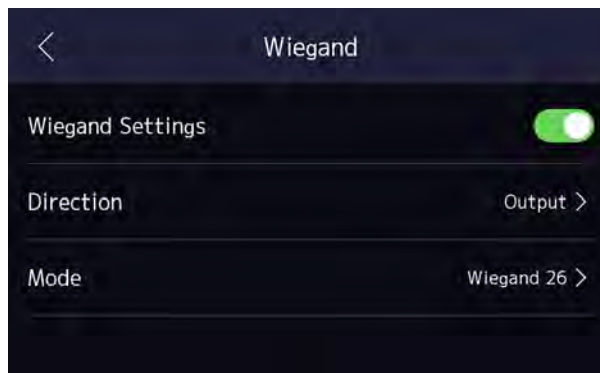 Wiegand
Wiegand Settings
Direction Output
Mode Wiegand 26